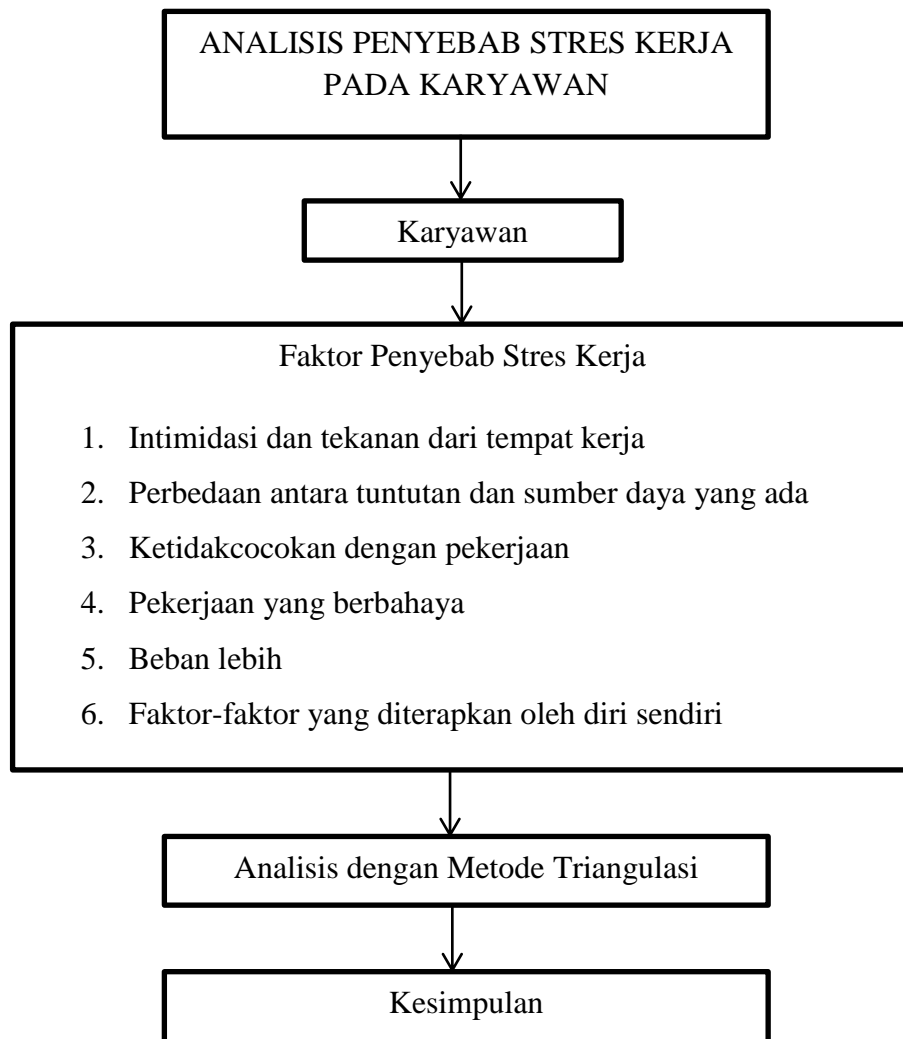 ANALISIS PENYEBAB STRES KERJA
PADA KARYAWAN
Karyawan
Faktor Penyebab Stres Kerja
1. Intimidasi dan tekanan dari tempat kerja
2. Perbedaan antara tuntutan dan sumber daya yang ada
3. Ketidakcocokan dengan pekerjaan
4. Pekerjaan yang berbahaya
5. Beban lebih
6. Faktor-faktor yang diterapkan oleh diri sendiri
Analisis dengan Metode Triangulasi
Kesimpulan